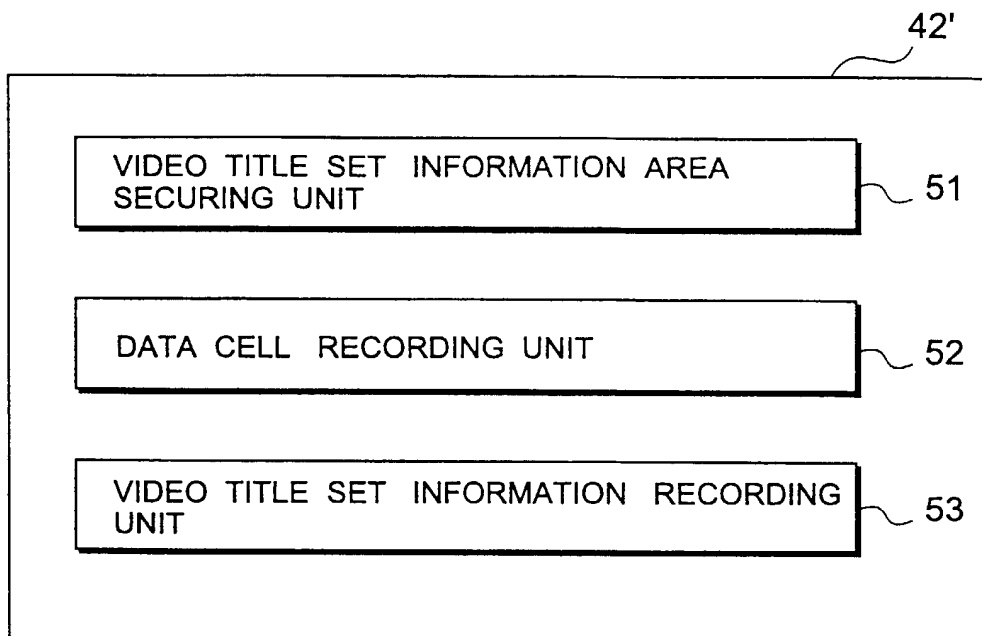 42'
VIDEO TITLE SET INFORMATION AREA
SECURING UNIT
51
DATA CELL RECORDING UNIT
52
VIDEO TITLE SET INFORMATION RECORDING
UNIT
53